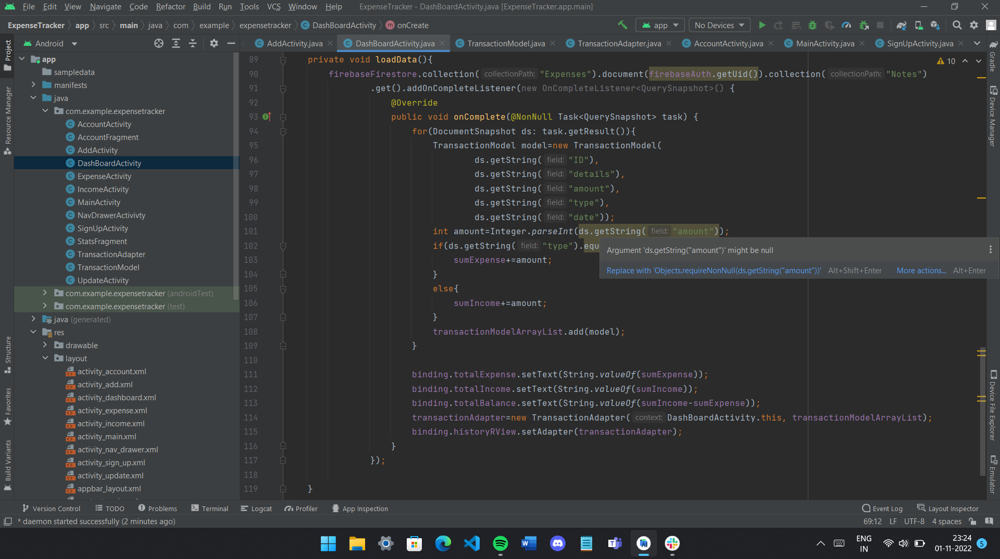 File Edit View Navigate Code Refactor Build Run Tools VCS Window Help ExpenseTracker - DashBoardActivity.java [ExpenseTracker.app.main]
ExpenseTracker app src main java com example expensetracker DashBoardActivity onCreate app No Devices
Android AddActivity.java DashBoardActivity.java TransactionModel.java TransactionAdapter.java AccountActivity.java MainActivity.java SignUpActivity.java
Project
Resource Manager
Structure
Favorites
Build Variants
app
sampledata
manifests
java
com.example.expensetracker
AccountActivity
AccountFragment
AddActivity
DashBoardActivity
ExpenseActivity
IncomeActivity
MainActivity
NavDrawerActivivty
SignUpActivity
StatsFragment
TransactionAdapter
TransactionModel
UpdateActivity
com.example.expensetracker (androidTest)
com.example.expensetracker (test)
java (generated)
res
drawable
layout
activity_account.xml
activity_add.xml
activity_dashboard.xml
activity_expense.xml
activity_income.xml
activity_main.xml
activity_nav_drawer.xml
activity_sign_up.xml
activity_update.xml
appbar_layout.xml
10
89 private void loadData(){
90 firebaseFirestore.collection( collectionPath: "Expenses").document(firebaseAuth.getUid()).collection( collectionPath: "Notes")
91 .get().addOnCompleteListener(new OnCompleteListener<QuerySnapshot>() {
92 @Override
93 public void onComplete(@NonNull Task<QuerySnapshot> task) {
94 for(DocumentSnapshot ds: task.getResult()){
95 TransactionModel model=new TransactionModel(
96 ds.getString( field: "ID"),
97 ds.getString( field: "details"),
98 ds.getString( field: "amount"),
99 ds.getString( field: "type"),
100 ds.getString( field: "date"));
101 int amount=Integer.parseInt(ds.getString( field: "amount"));
102 if(ds.getString( field: "type").equ
103 sumExpense+=amount;
104 }
105 else{
106 sumIncome+=amount;
107 }
108 transactionModelArrayList.add(model);
109 }
110
111 binding.totalExpense.setText(String.valueOf(sumExpense));
112 binding.totalIncome.setText(String.valueOf(sumIncome));
113 binding.totalBalance.setText(String.valueOf(sumIncome-sumExpense));
114 transactionAdapter=new TransactionAdapter( context: DashBoardActivity.this, transactionModelArrayList);
115 binding.historyRView.setAdapter(transactionAdapter);
116 }
117 });
118
119 }
Argument 'ds.getString("amount")' might be null
Replace with 'Objects.requireNonNull(ds.getString("amount"))' Alt+Shift+Enter More actions... Alt+Enter
Gradle
Device Manager
Device File Explorer
Emulator
Version Control TODO Problems Terminal Logcat Profiler App Inspection Event Log Layout Inspector
* daemon started successfully (2 minutes ago) 69:12 LF UTF-8 4 spaces
ENG
IN
23:24
01-11-2022
5